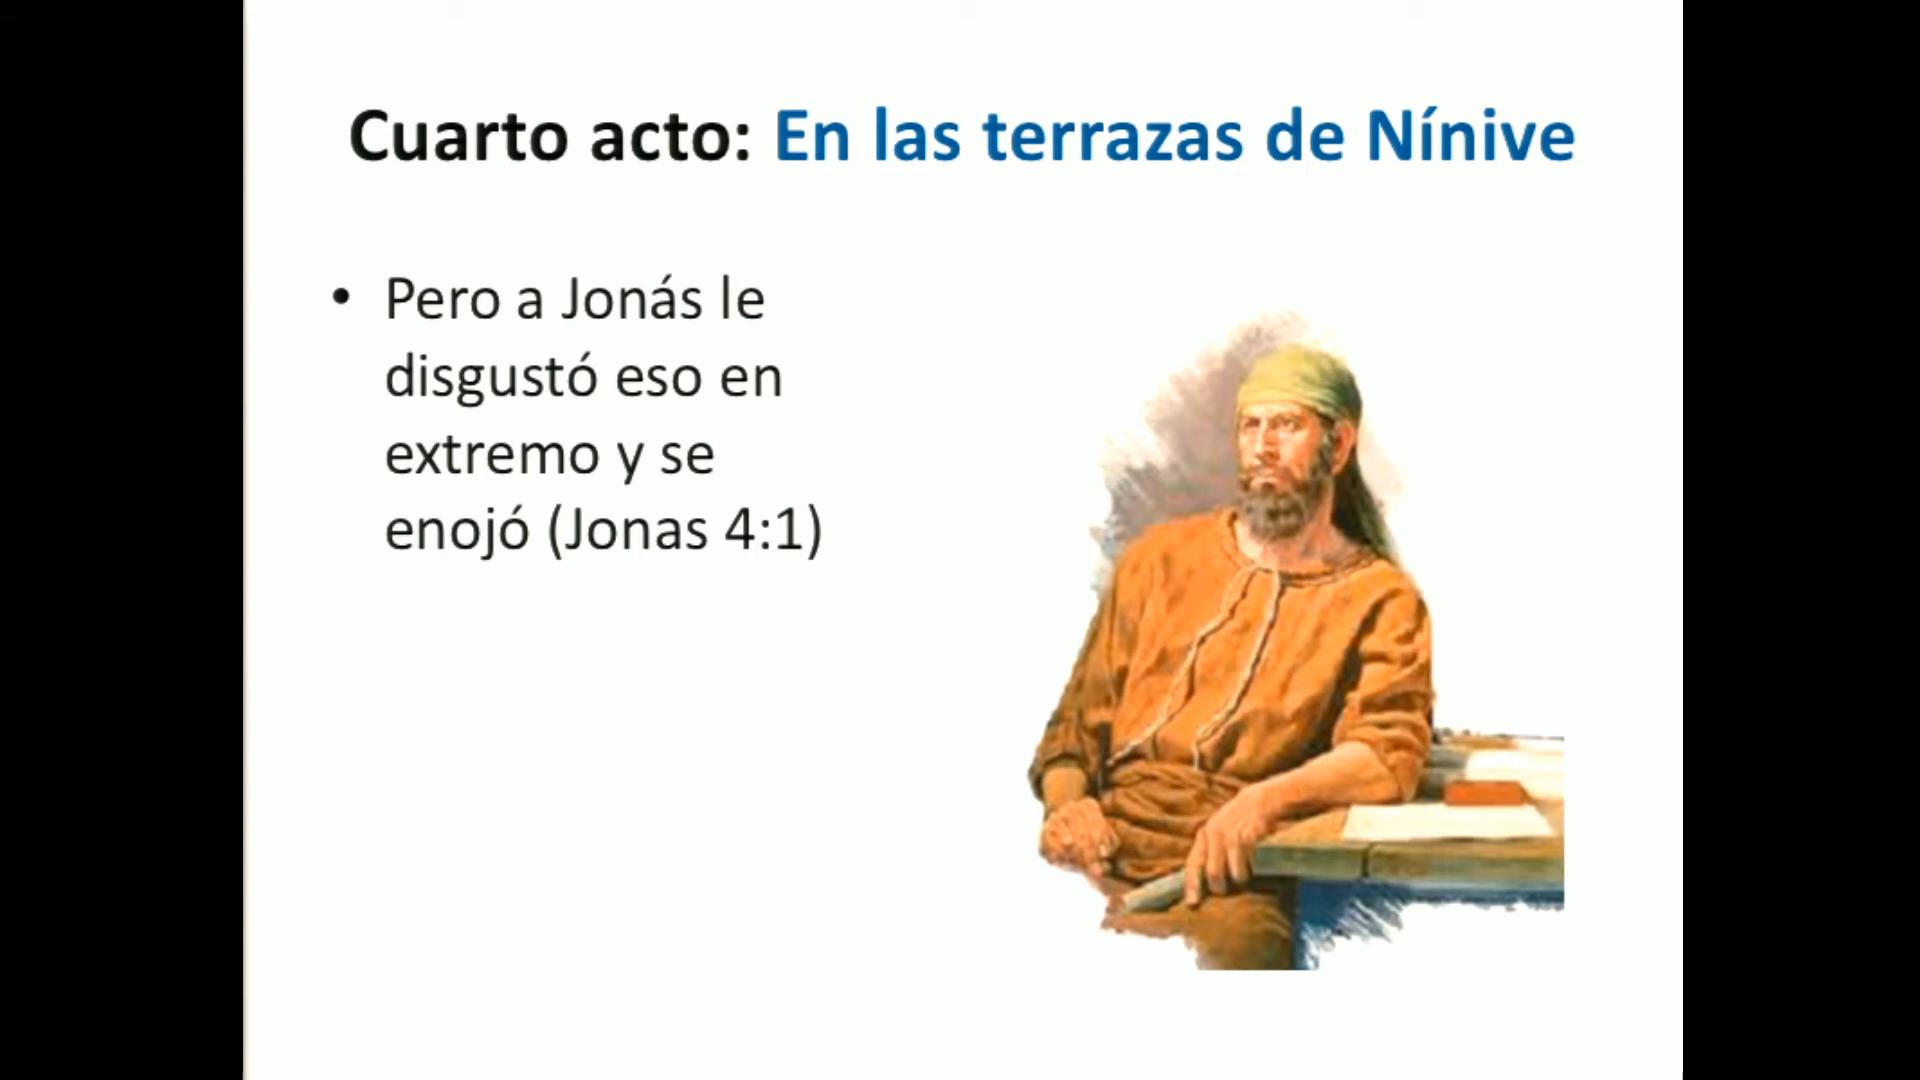 Cuarto acto: En las terrazas de Nínive
• Pero a Jonás le
disgustó eso en
extremo y se
enojó (Jonas 4:1)